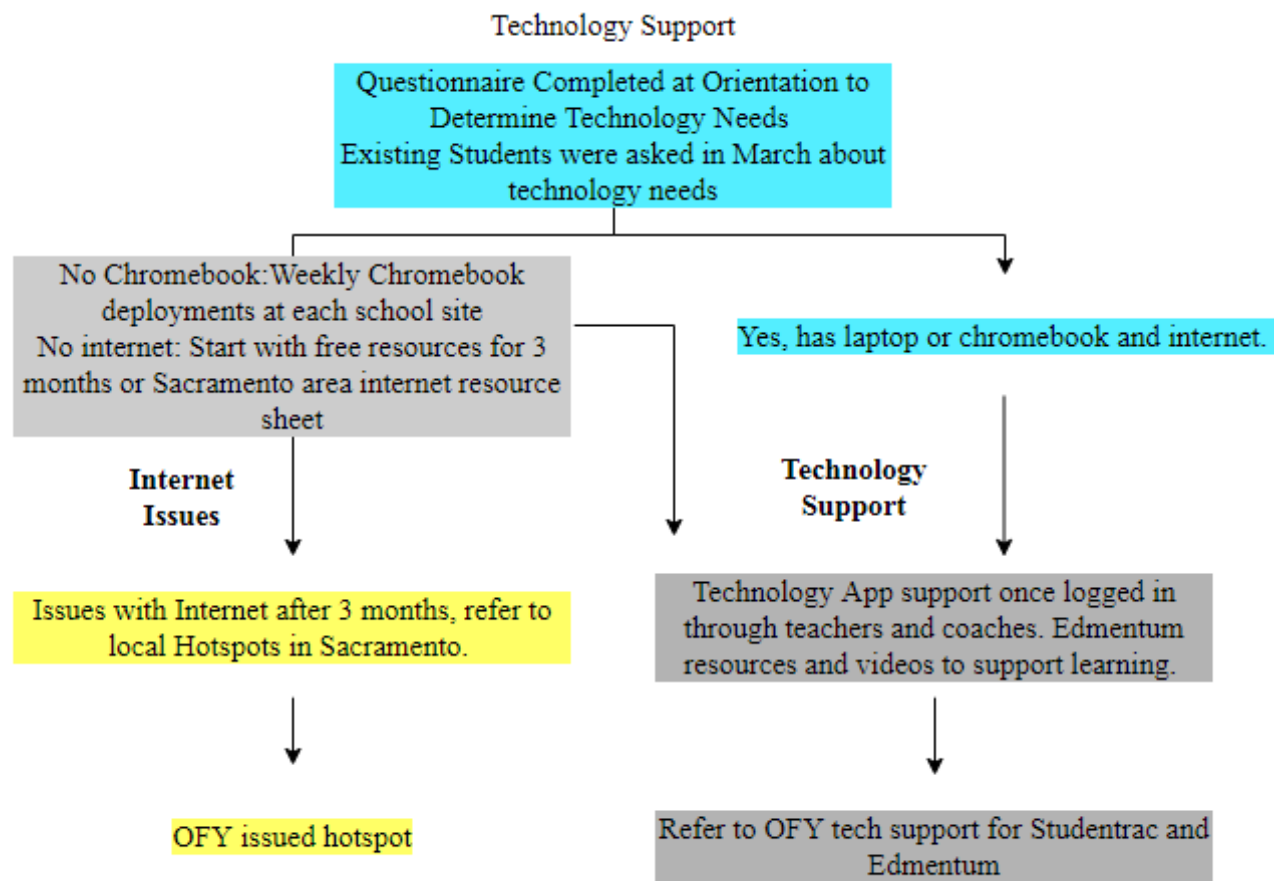 Technology Support
Questionnaire Completed at Orientation to
Determine Technology Needs
Existing Students were asked in March about
technology needs
No Chromebook:Weekly Chromebook
deployments at each school site
No internet: Start with free resources for 3
months or Sacramento area internet resource
sheet
Yes, has laptop or chromebook and internet.
Internet
Issues
Technology
Support
Issues with Internet after 3 months, refer to
local Hotspots in Sacramento.
Technology App support once logged in
through teachers and coaches. Edmentum
resources and videos to support learning.
OFY issued hotspot
Refer to OFY tech support for Studentrac and
Edmentum